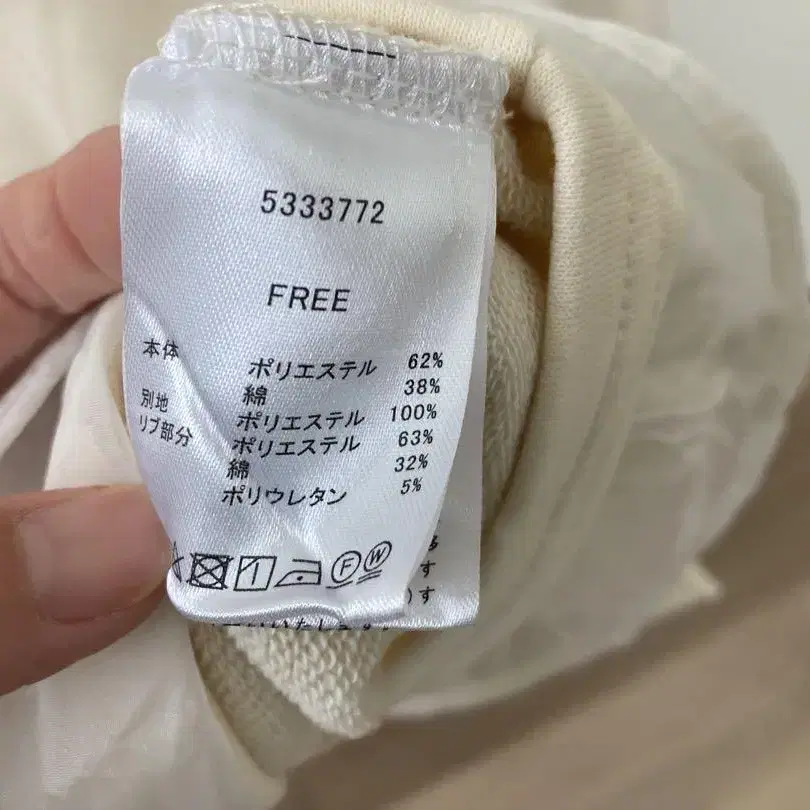 5333772
FREE
本体 ポリエステル 62%
綿 38%
別地 ポリエステル 100%
リブ部分 ポリエステル 63%
綿 32%
ポリウレタン 5%
F W
す
)す